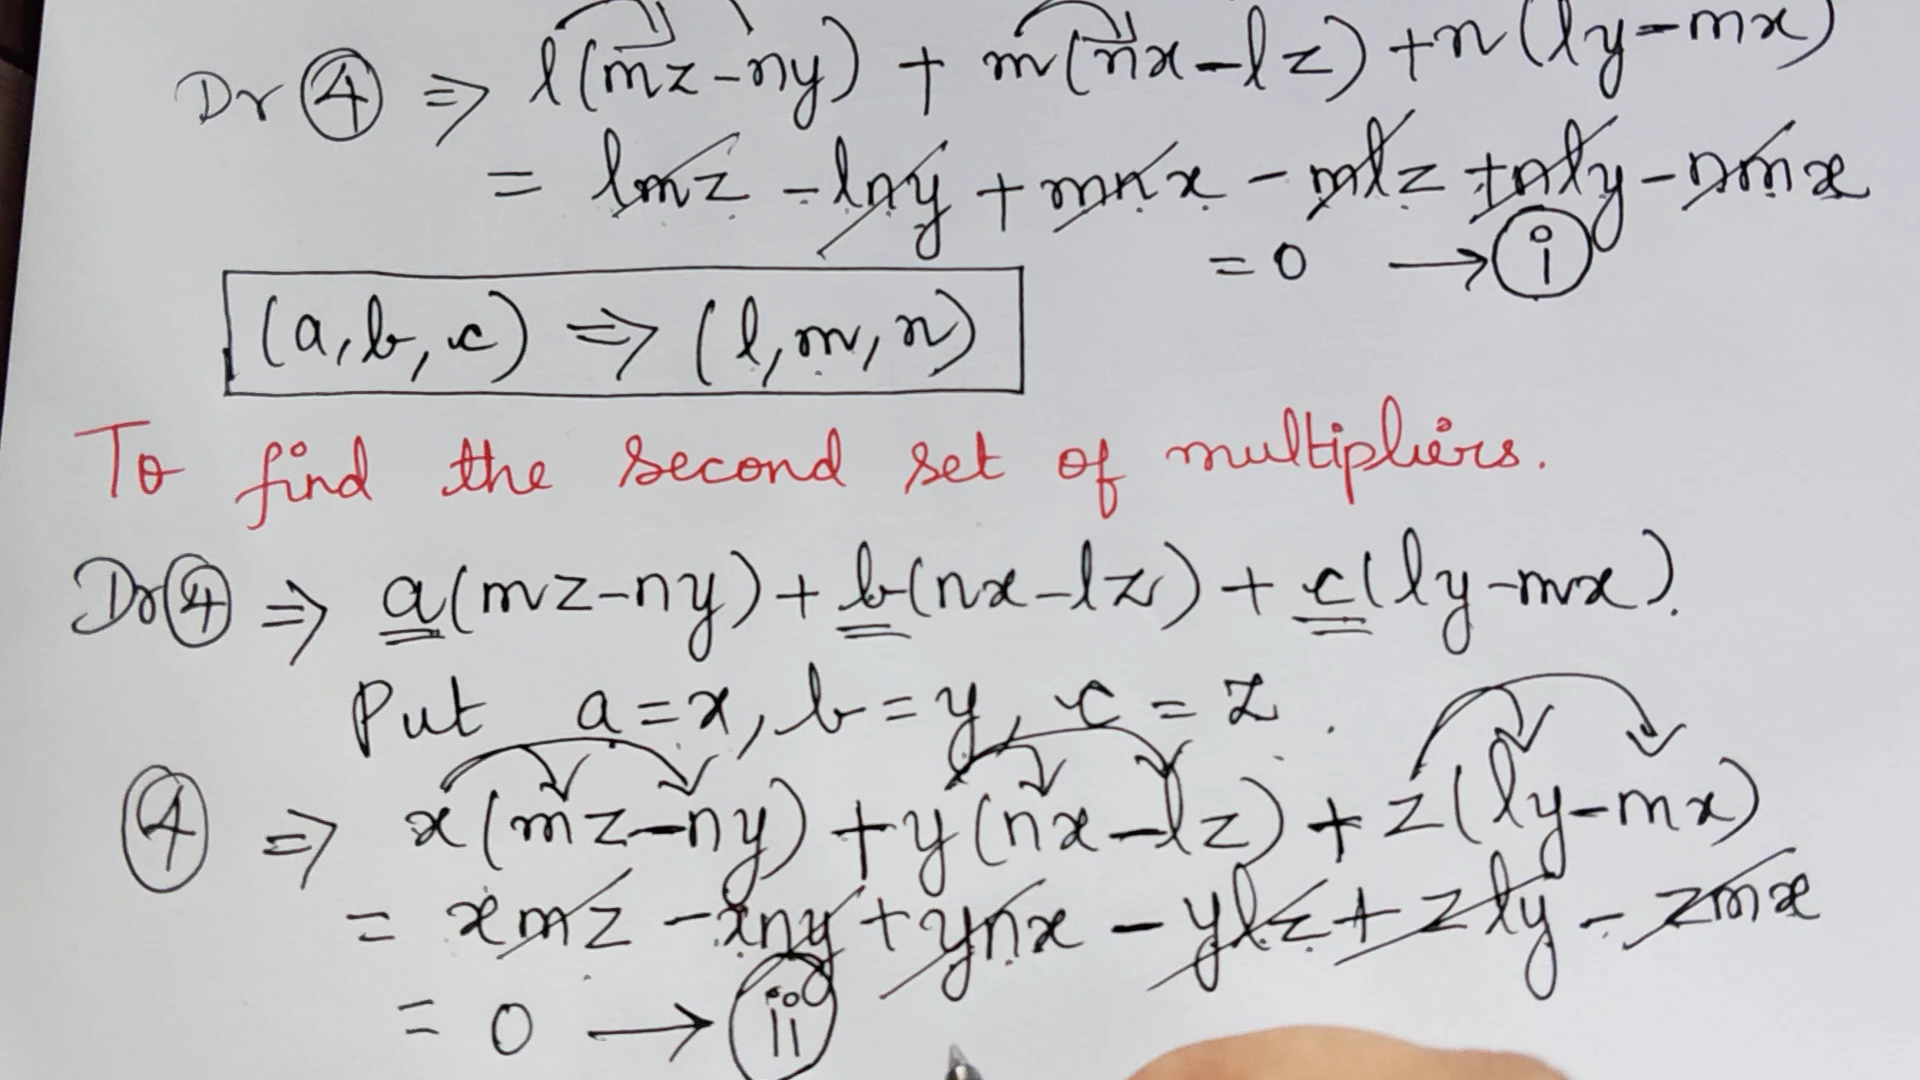 Dr ④ ⇒ l(mz-ny) + m(nx-lz) +n(ly-mx)
= lmz - lny + mnx - mlz +nly - nmx
= 0 → ⓘ
(a, b, c) ⇒ (l, m, n)
To find the second set of multipliers.
Dr ④ ⇒ a(mz-ny) + b(nx-lz) + c(ly-mx).
Put a=x, b=y, c=z.
④ ⇒ x(mz-ny) + y(nx-lz) + z(ly-mx)
= xmz - xny + ynx - ylz + zly - zmx
= 0 → ii